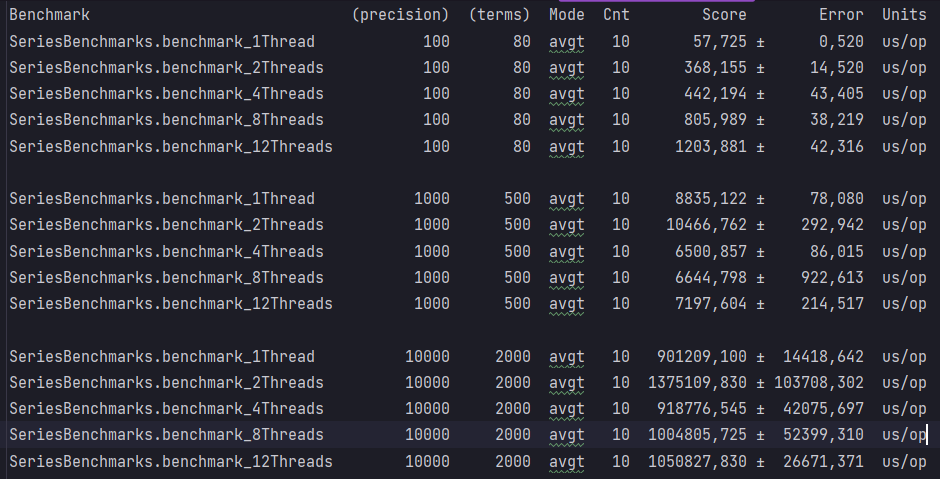 Benchmark (precision) (terms) Mode Cnt Score Error Units
SeriesBenchmarks.benchmark_1Thread 100 80 avgt 10 57,725 ± 0,520 us/op
SeriesBenchmarks.benchmark_2Threads 100 80 avgt 10 368,155 ± 14,520 us/op
SeriesBenchmarks.benchmark_4Threads 100 80 avgt 10 442,194 ± 43,405 us/op
SeriesBenchmarks.benchmark_8Threads 100 80 avgt 10 805,989 ± 38,219 us/op
SeriesBenchmarks.benchmark_12Threads 100 80 avgt 10 1203,881 ± 42,316 us/op
SeriesBenchmarks.benchmark_1Thread 1000 500 avgt 10 8835,122 ± 78,080 us/op
SeriesBenchmarks.benchmark_2Threads 1000 500 avgt 10 10466,762 ± 292,942 us/op
SeriesBenchmarks.benchmark_4Threads 1000 500 avgt 10 6500,857 ± 86,015 us/op
SeriesBenchmarks.benchmark_8Threads 1000 500 avgt 10 6644,798 ± 922,613 us/op
SeriesBenchmarks.benchmark_12Threads 1000 500 avgt 10 7197,604 ± 214,517 us/op
SeriesBenchmarks.benchmark_1Thread 10000 2000 avgt 10 901209,100 ± 14418,642 us/op
SeriesBenchmarks.benchmark_2Threads 10000 2000 avgt 10 1375109,830 ± 103708,302 us/op
SeriesBenchmarks.benchmark_4Threads 10000 2000 avgt 10 918776,545 ± 42075,697 us/op
SeriesBenchmarks.benchmark_8Threads 10000 2000 avgt 10 1004805,725 ± 52399,310 us/op
SeriesBenchmarks.benchmark_12Threads 10000 2000 avgt 10 1050827,830 ± 26671,371 us/op